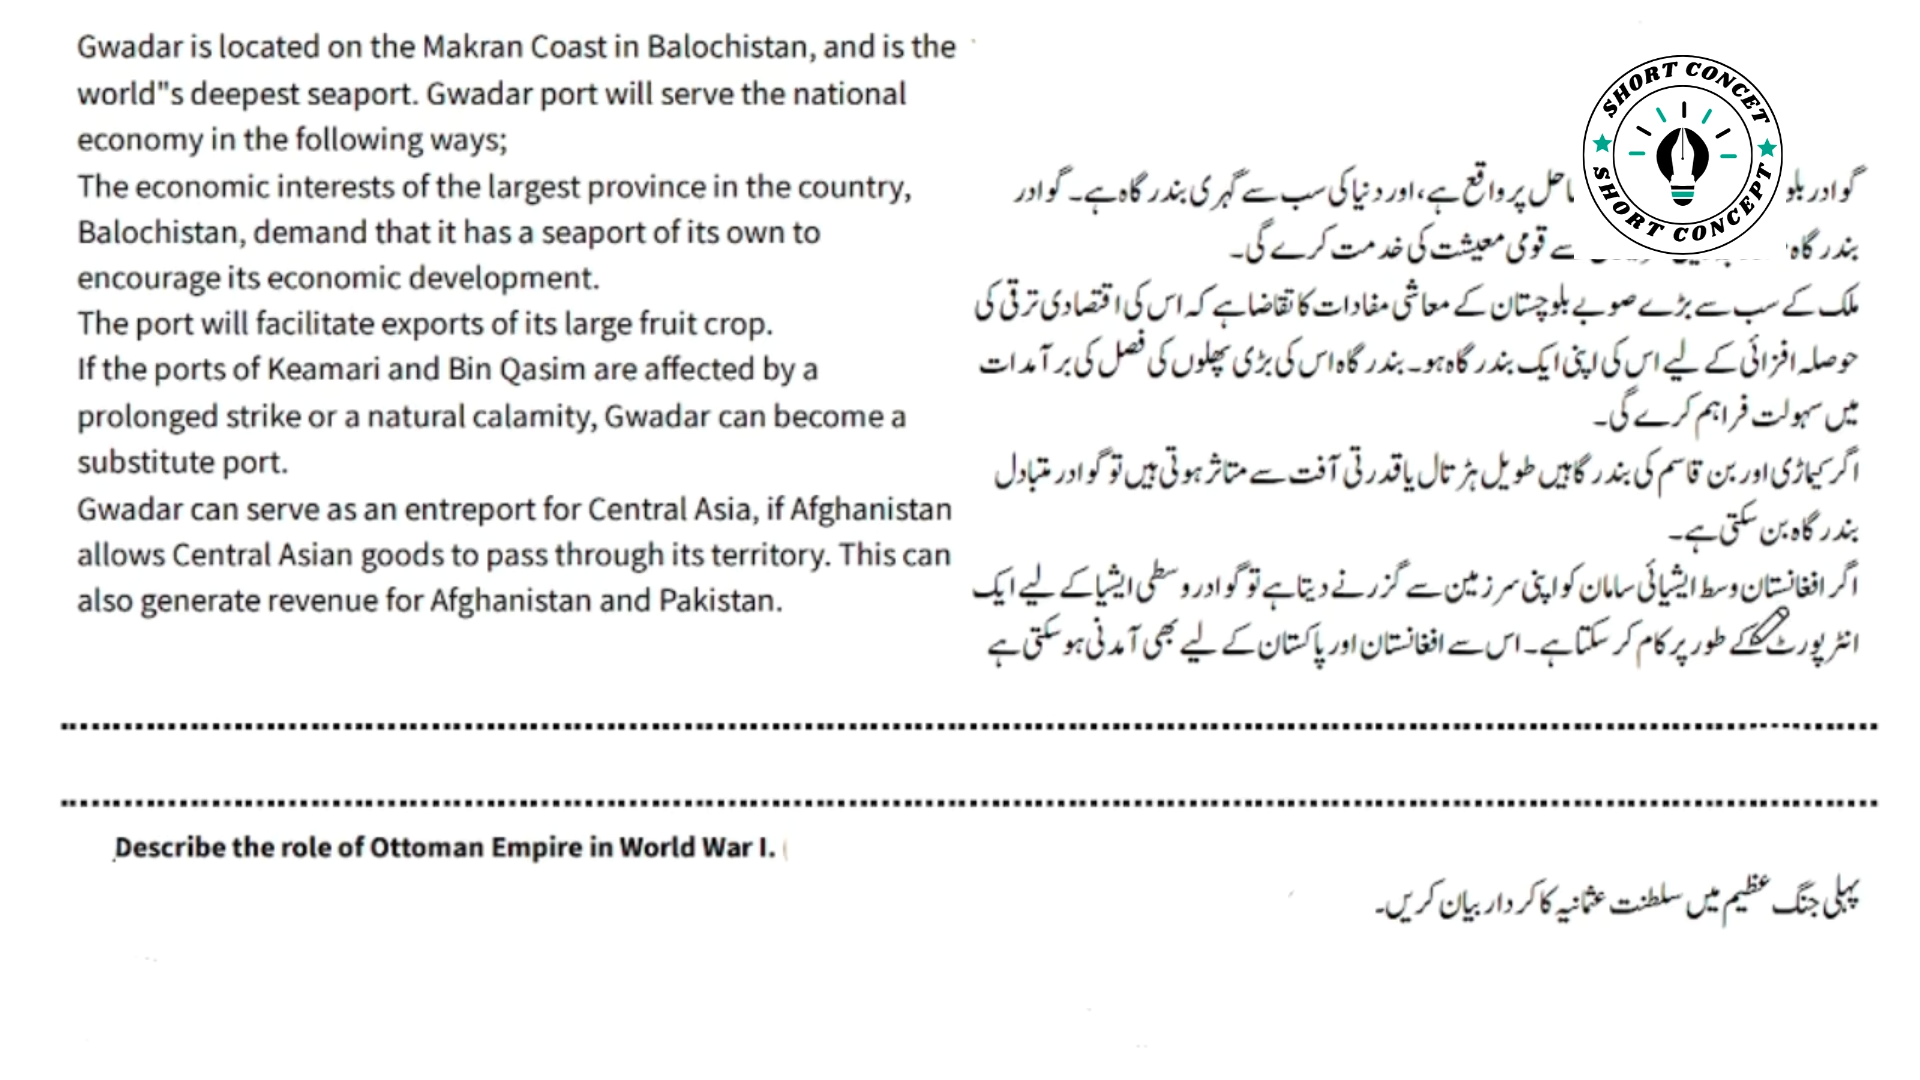 Gwadar is located on the Makran Coast in Balochistan, and is the
world"s deepest seaport. Gwadar port will serve the national
economy in the following ways;
The economic interests of the largest province in the country,
Balochistan, demand that it has a seaport of its own to
encourage its economic development.
The port will facilitate exports of its large fruit crop.
If the ports of Keamari and Bin Qasim are affected by a
prolonged strike or a natural calamity, Gwadar can become a
substitute port.
Gwadar can serve as an entreport for Central Asia, if Afghanistan
allows Central Asian goods to pass through its territory. This can
also generate revenue for Afghanistan and Pakistan.
SHORT CONCET
SHORT CONCEPT
گوادر پر واقع ہے، اور دنیا کی سب سے گہری بندر گاہ ہے۔ گوادر
بندر گاہ سے قومی معیشت کی خدمت کرے گی۔
ملک کے سب سے بڑے صوبے بلوچستان کے معاشی مفادات کا تقاضا ہے کہ اس کی اقتصادی ترقی کی
حوصلہ افزائی کے لیے اس کی اپنی ایک بندر گاہ ہو۔ بندر گاہ اس کی بڑی پھلوں کی فصل کی برآمدات
میں سہولت فراہم کرے گی۔
اگر کیماڑی اور بن قاسم کی بندر گاہیں طویل ہڑتال یا قدرتی آفت سے متاثر ہوتی ہیں تو گوادر متبادل
بندر گاہ بن سکتی ہے۔
اگر افغانستان وسط ایشیائی سامان کو اپنی سرزمین سے گزرنے دیتا ہے تو گوادر وسطی ایشیا کے لیے ایک
انٹرپورٹ کے طور پر کام کر سکتا ہے۔ اس سے افغانستان اور پاکستان کے لیے بھی آمدنی ہو سکتی ہے
Describe the role of Ottoman Empire in World War I.
پہلی جنگ عظیم میں سلطنت عثمانیہ کا کردار بیان کریں۔